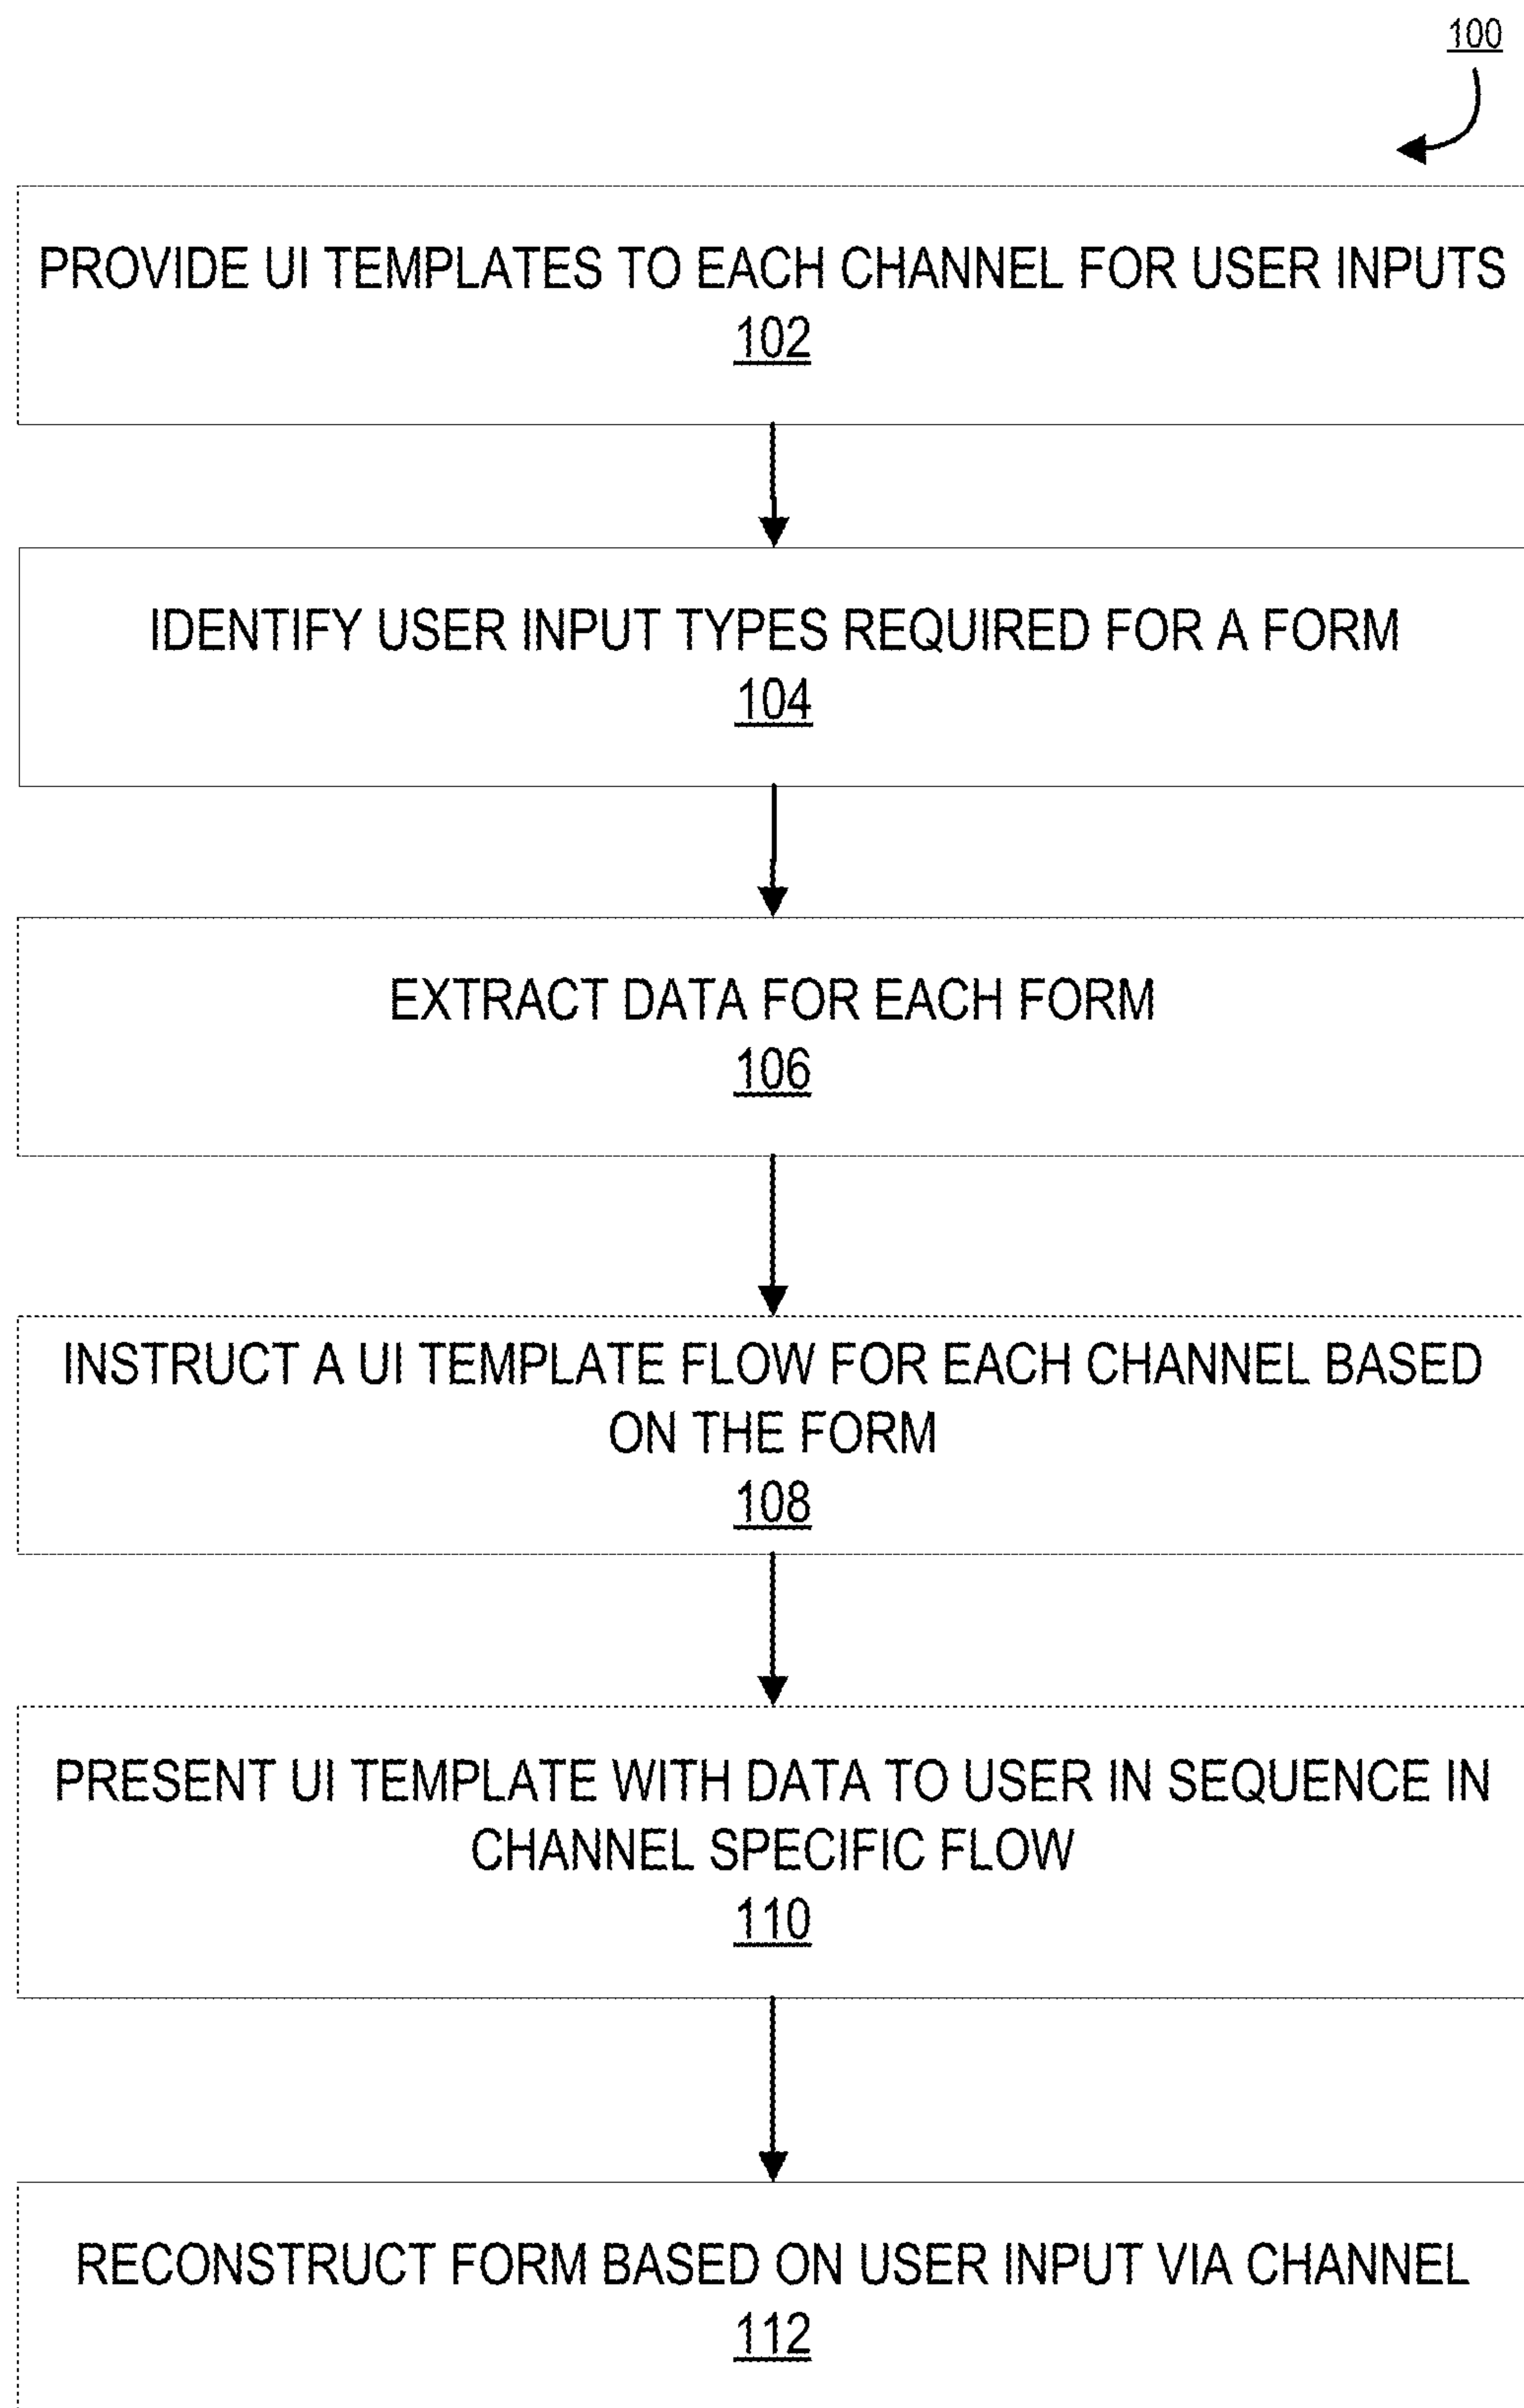 100
PROVIDE UI TEMPLATES TO EACH CHANNEL FOR USER INPUTS
102
IDENTIFY USER INPUT TYPES REQUIRED FOR A FORM
104
EXTRACT DATA FOR EACH FORM
106
INSTRUCT A UI TEMPLATE FLOW FOR EACH CHANNEL BASED
ON THE FORM
108
PRESENT UI TEMPLATE WITH DATA TO USER IN SEQUENCE IN
CHANNEL SPECIFIC FLOW
110
RECONSTRUCT FORM BASED ON USER INPUT VIA CHANNEL
112